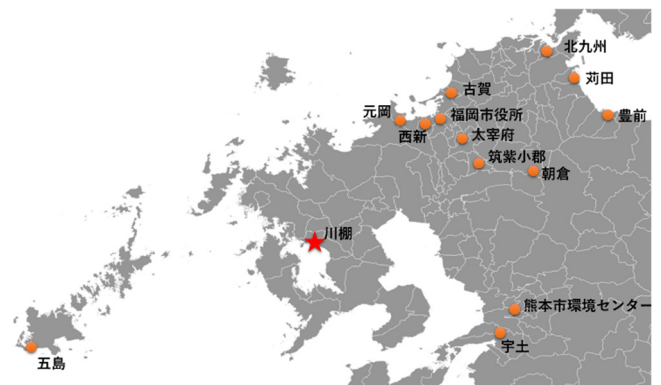 北九州
苅田
古賀
元岡
福岡市役所
豊前
西新
太宰府
筑紫小郡
朝倉
川棚
熊本市環境センター
宇土
五島